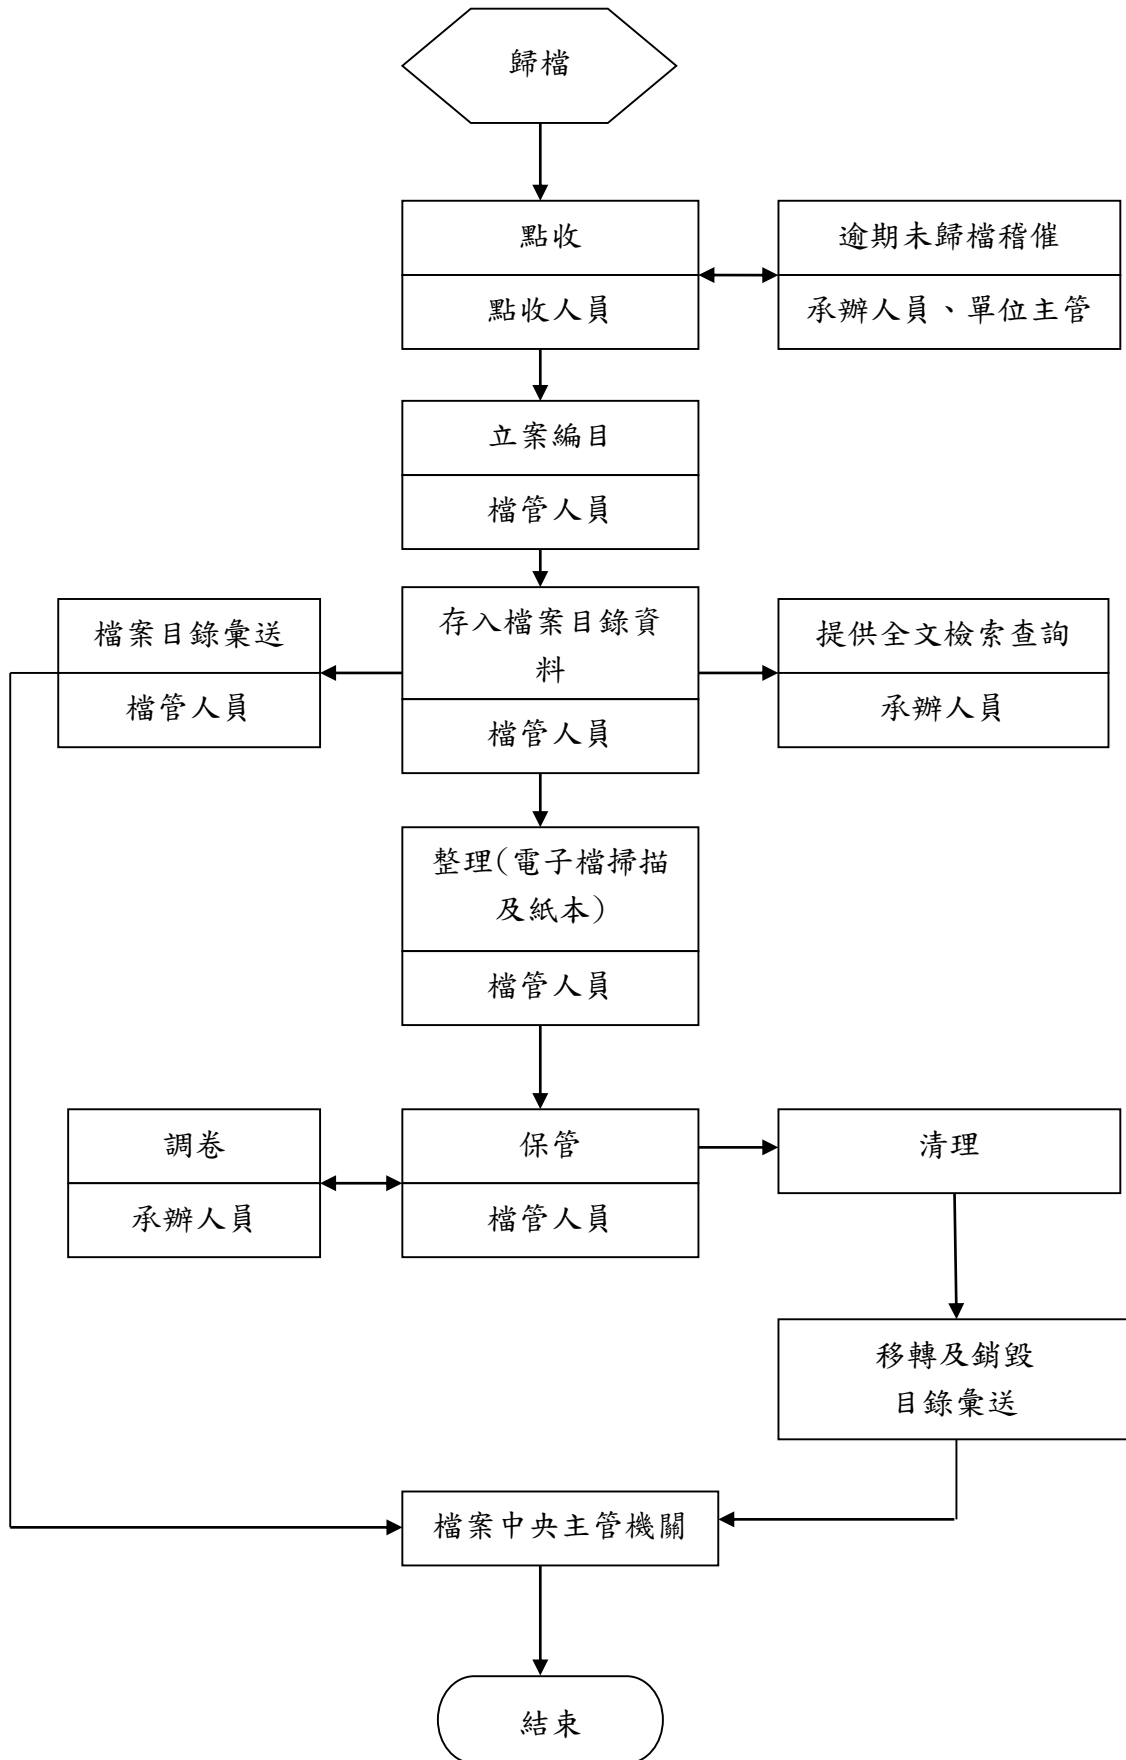 歸檔
點收
點收人員
逾期未歸檔稽催
承辦人員、單位主管
立案編目
檔管人員
檔案目錄彙送
檔管人員
存入檔案目錄資
料
檔管人員
提供全文檢索查詢
承辦人員
整理(電子檔掃描
及紙本)
檔管人員
調卷
承辦人員
保管
檔管人員
清理
移轉及銷毀
目錄彙送
檔案中央主管機關
結束